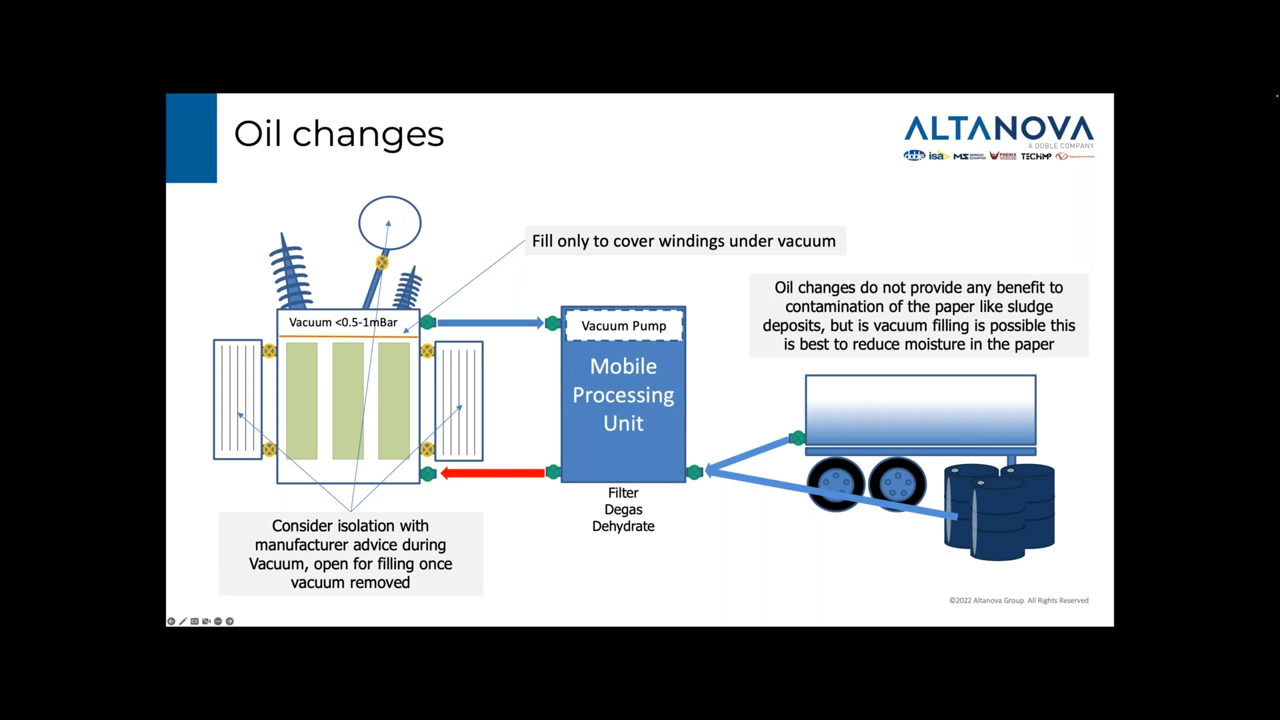 Oil changes
ALTANOVA
A DOBLE COMPANY
doble
isa
TECHIMP
Fill only to cover windings under vacuum
Oil changes do not provide any benefit to
contamination of the paper like sludge
deposits, but is vacuum filling is possible this
is best to reduce moisture in the paper
Vacuum <0.5-1mBar
Vacuum Pump
Mobile
Processing
Unit
Filter
Degas
Dehydrate
Consider isolation with
manufacturer advice during
Vacuum, open for filling once
vacuum removed
©2022 Altanova Group. All Rights Reserved